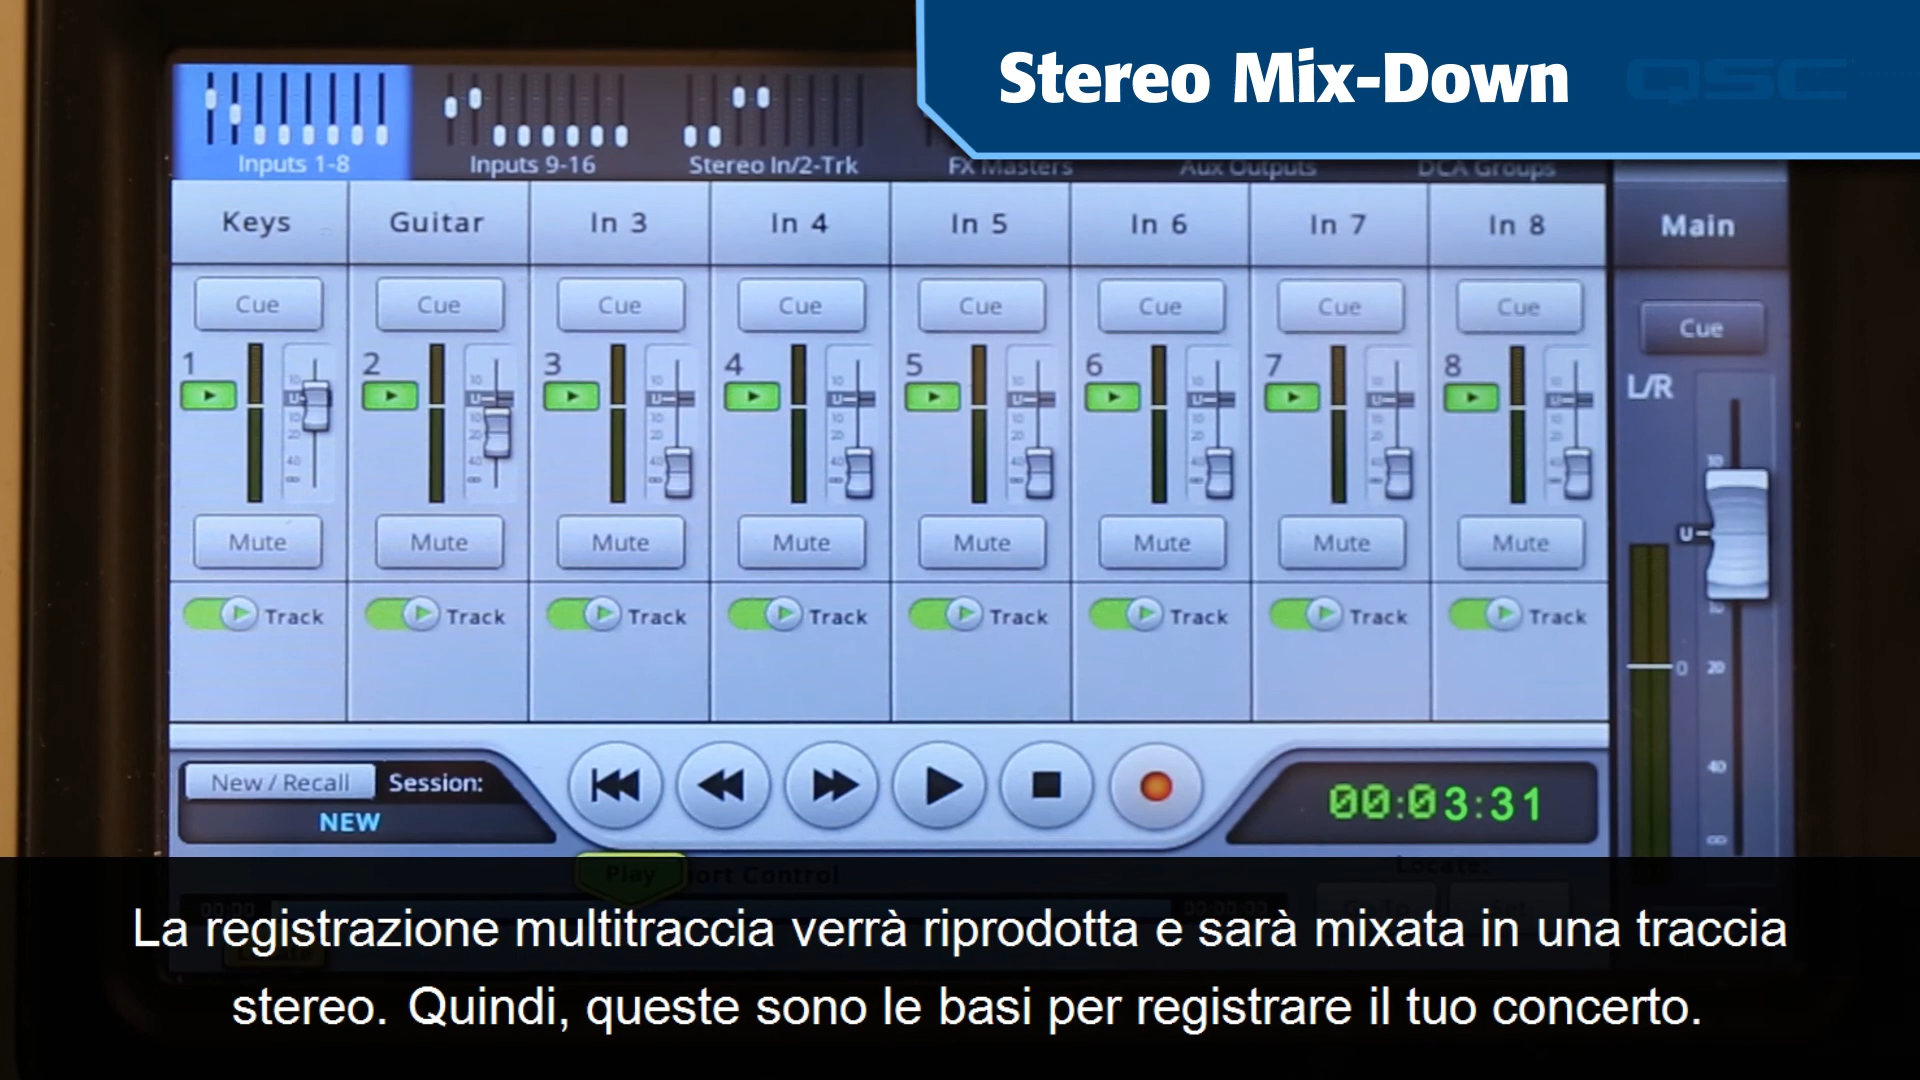 Stereo Mix-Down
QSC
Inputs 1-8 Inputs 9-16 Stereo In/2-Trk FX Masters Aux Outputs DCA Groups
Keys Guitar In 3 In 4 In 5 In 6 In 7 In 8 Main
Cue Cue Cue Cue Cue Cue Cue Cue Cue
1 2 3 4 5 6 7 8 L/R
Mute Mute Mute Mute Mute Mute Mute Mute
Track Track Track Track Track Track Track Track
New / Recall Session:
NEW
00:03:31
Play Control Locate:
La registrazione multitraccia verrà riprodotta e sarà mixata in una traccia
stereo. Quindi, queste sono le basi per registrare il tuo concerto.